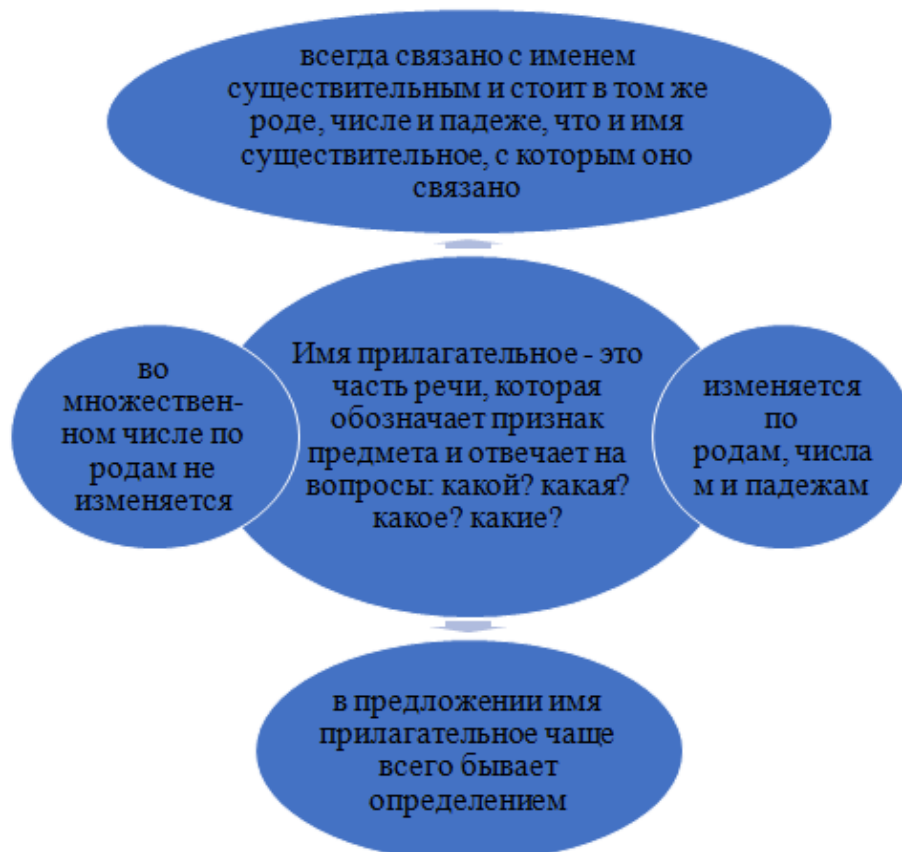 всегда связано с именем
существительным и стоит в том же
роде, числе и падеже, что и имя
существительное, с которым оно
связано
во
множествен-
ном числе по
родам не
изменяется
Имя прилагательное - это
часть речи, которая
обозначает признак
предмета и отвечает на
вопросы: какой? какая?
какое? какие?
изменяется
по
родам, числа
м и падежам
в предложении имя
прилагательное чаще
всего бывает
определением